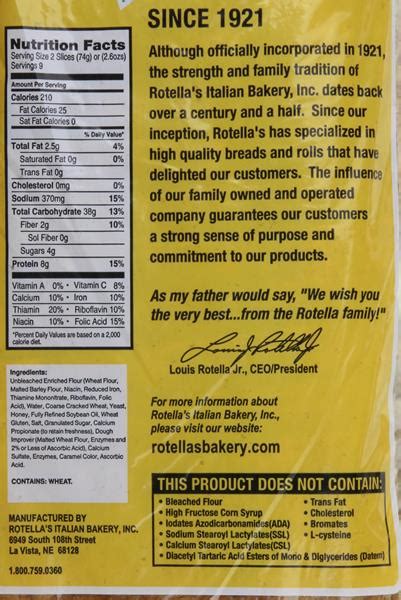 SINCE 1921
Although officially incorporated in 1921,
the strength and family tradition of
Rotella's Italian Bakery, Inc. dates back
over a century and a half. Since our
inception, Rotella's has specialized in
high quality breads and rolls that have
delighted our customers. The influence
of our family owned and operated
company guarantees our customers
a strong sense of purpose and
commitment to our products.
As my father would say, "We wish you
the very best...from the Rotella family!"
Louis Rotella Jr., CEO/President
For more information about
Rotella's Italian Bakery, Inc.,
please visit our website:
rotellasbakery.com
Nutrition Facts
Serving Size 2 Slices (74g) or (2.6ozs)
Servings 9
Amount Per Serving
Calories 210
Fat Calories 25
Sat Fat Calories 0
% Daily Value*
Total Fat 2.5g 4%
Saturated Fat 0g 0%
Trans Fat 0g
Cholesterol 0mg 0%
Sodium 370mg 15%
Total Carbohydrate 38g 13%
Fiber 2g 10%
Sol Fiber 0g
Sugars 4g
Protein 8g 15%
Vitamin A 0% • Vitamin C 8%
Calcium 10% • Iron 10%
Thiamin 20% • Riboflavin 10%
Niacin 10% • Folic Acid 15%
*Percent Daily Values are based on a 2,000
calorie diet.
Ingredients:
Unbleached Enriched Flour (Wheat Flour,
Malted Barley Flour, Niacin, Reduced Iron,
Thiamine Mononitrate, Riboflavin, Folic
Acid), Water, Coarse Cracked Wheat, Yeast,
Honey, Fully Refined Soybean Oil, Wheat
Gluten, Salt, Granulated Sugar, Calcium
Propionate (to retain freshness), Dough
Improver (Malted Wheat Flour, Enzymes and
2% or Less of Ascorbic Acid), Calcium
Sulfate, Enzymes, Caramel Color, Ascorbic
Acid.
CONTAINS: WHEAT.
MANUFACTURED BY
ROTELLA'S ITALIAN BAKERY, INC.
6949 South 108th Street
La Vista, NE 68128
1.800.759.0360
THIS PRODUCT DOES NOT CONTAIN:
• Bleached Flour
• High Fructose Corn Syrup
• Iodates Azodicarbonamides(ADA)
• Sodium Stearoyl Lactylates(SSL)
• Calcium Stearoyl Lactylates(CSL)
• Diacetyl Tartaric Acid Esters of Mono & Diglycerides (Datem)
• Trans Fat
• Cholesterol
• Bromates
• L-cysteine